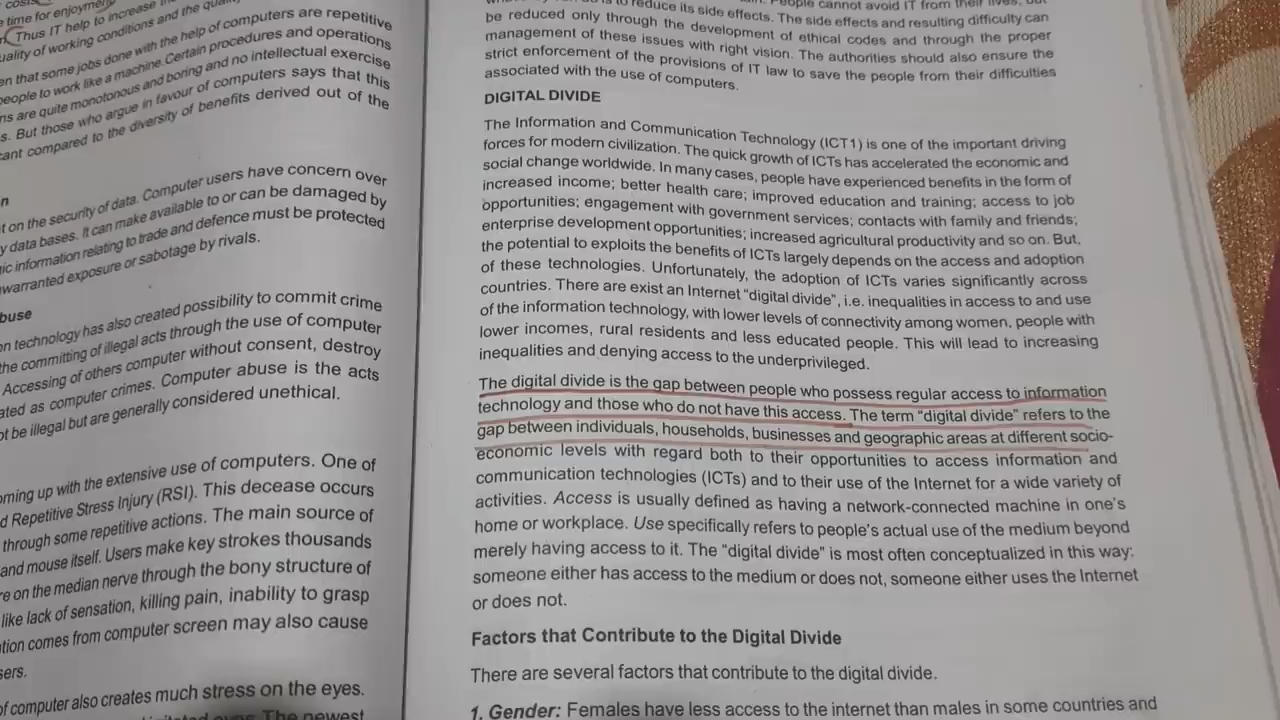 time for enjoyment
Thus IT help to increase the
quality of working conditions and the
en that some jobs done with the help of computers are repetitive
people to work like a machine. Certain procedures and operations
ns are quite monotonous and boring and no intellectual exercise
s. But those who argue in favour of computers says that this
cant compared to the diversity of benefits derived out of the
n
t on the security of data. Computer users have concern over
y data bases. It can make available to or can be damaged by
gic information relating to trade and defence must be protected
nwarranted exposure or sabotage by rivals.
buse
on technology has also created possibility to commit crime
the committing of illegal acts through the use of computer
Accessing of others computer without consent, destroy
ated as computer crimes. Computer abuse is the acts
ot be illegal but are generally considered unethical.
oming up with the extensive use of computers. One of
d Repetitive Stress Injury (RSI). This decease occurs
through some repetitive actions. The main source of
and mouse itself. Users make key strokes thousands
re on the median nerve through the bony structure of
like lack of sensation, killing pain, inability to grasp
tion comes from computer screen may also cause
sers.
of computer also creates much stress on the eyes.
The newest
to reduce its side effects. The side effects and resulting difficulty can
be reduced only through the development of ethical codes and through the proper
management of these issues with right vision. The authorities should also ensure the
strict enforcement of the provisions of IT law to save the people from their difficulties
associated with the use of computers.
DIGITAL DIVIDE
The Information and Communication Technology (ICT1) is one of the important driving
forces for modern civilization. The quick growth of ICTs has accelerated the economic and
social change worldwide. In many cases, people have experienced benefits in the form of
increased income; better health care; improved education and training; access to job
opportunities; engagement with government services; contacts with family and friends;
enterprise development opportunities; increased agricultural productivity and so on. But,
the potential to exploits the benefits of ICTs largely depends on the access and adoption
of these technologies. Unfortunately, the adoption of ICTs varies significantly across
countries. There are exist an Internet “digital divide”, i.e. inequalities in access to and use
of the information technology, with lower levels of connectivity among women, people with
lower incomes, rural residents and less educated people. This will lead to increasing
inequalities and denying access to the underprivileged.
The digital divide is the gap between people who possess regular access to information
technology and those who do not have this access. The term “digital divide” refers to the
gap between individuals, households, businesses and geographic areas at different socio-
economic levels with regard both to their opportunities to access information and
communication technologies (ICTs) and to their use of the Internet for a wide variety of
activities. Access is usually defined as having a network-connected machine in one’s
home or workplace. Use specifically refers to people’s actual use of the medium beyond
merely having access to it. The “digital divide” is most often conceptualized in this way:
someone either has access to the medium or does not, someone either uses the Internet
or does not.
Factors that Contribute to the Digital Divide
There are several factors that contribute to the digital divide.
1. Gender: Females have less access to the internet than males in some countries and